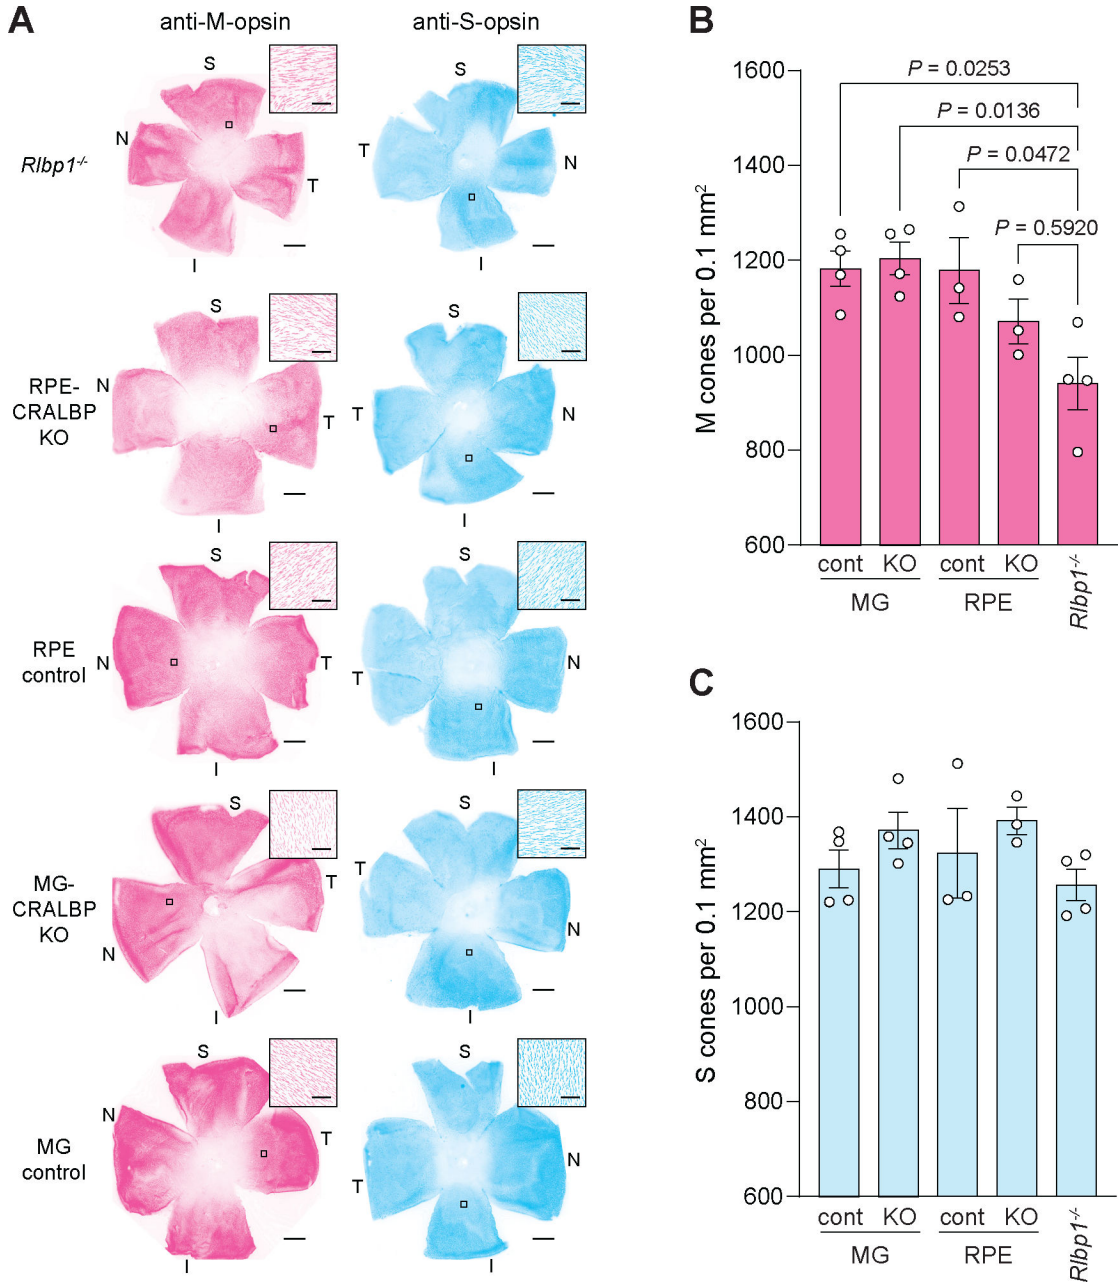 A
anti-M-opsin
anti-S-opsin
Rlbp1-/-
S
N
T
I
S
T
N
I
RPE-
CRALBP
KO
S
N
T
I
S
T
N
I
RPE
control
S
N
T
I
S
T
N
I
MG-
CRALBP
KO
S
T
N
I
S
T
N
I
MG
control
S
N
T
I
S
N
T
I
B
M cones per 0.1 mm²
1600
1400
1200
1000
800
600
P = 0.0253
P = 0.0136
P = 0.0472
P = 0.5920
cont KO cont KO
MG RPE
Rlbp1-/-
C
S cones per 0.1 mm²
1600
1400
1200
1000
800
600
cont KO cont KO
MG RPE
Rlbp1-/-